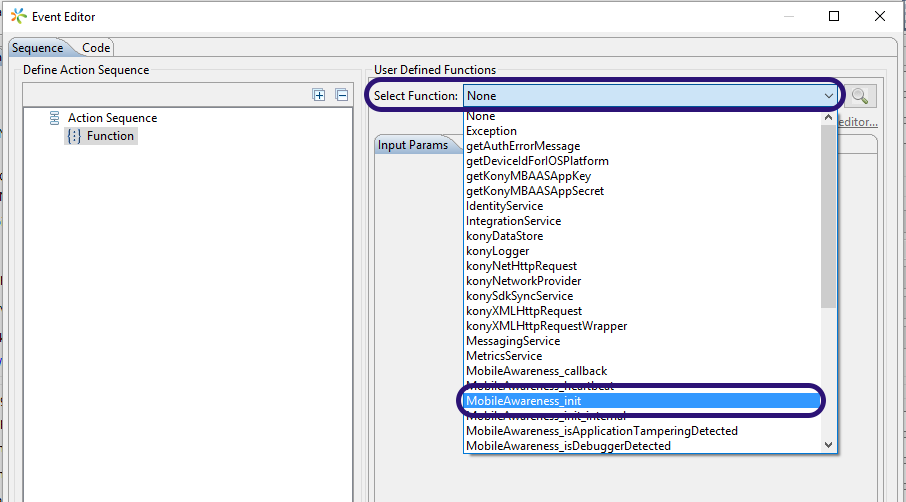 Event Editor
Sequence Code
Define Action Sequence
Action Sequence
{:} Function
User Defined Functions
Select Function: None
editor...
Input Params
None
Exception
getAuthErrorMessage
getDeviceIdForIOSPlatform
getKonyMBAASAppKey
getKonyMBAASAppSecret
IdentityService
IntegrationService
konyDataStore
konyLogger
konyNetHttpRequest
konyNetworkProvider
konySdkSyncService
konyXMLHttpRequest
konyXMLHttpRequestWrapper
MessagingService
MetricsService
MobileAwareness_callback
MobileAwareness_heartbeat
MobileAwareness_init
MobileAwareness_init_internal
MobileAwareness_isApplicationTamperingDetected
MobileAwareness_isDebuggerDetected